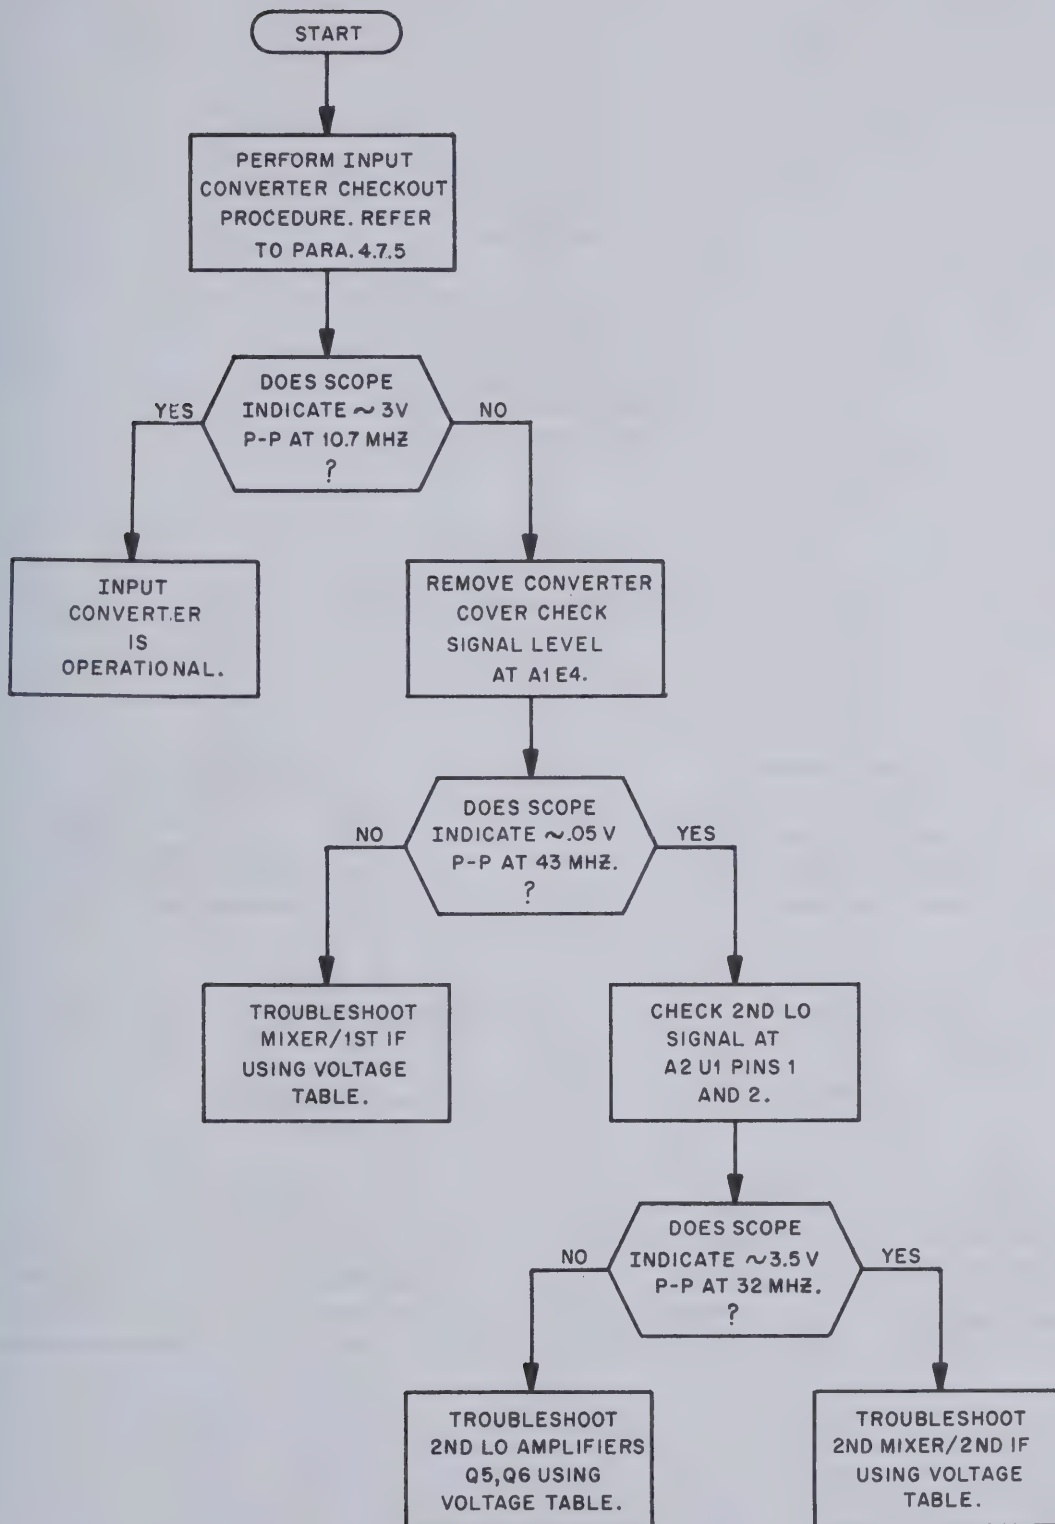 START
PERFORM INPUT
CONVERTER CHECKOUT
PROCEDURE. REFER
TO PARA. 4.7.5
DOES SCOPE
INDICATE ~ 3V
P-P AT 10.7 MHZ
?
YES
NO
INPUT
CONVERTER
IS
OPERATIONAL.
REMOVE CONVERTER
COVER CHECK
SIGNAL LEVEL
AT A1E4.
DOES SCOPE
INDICATE ~.05 V
P-P AT 43 MHZ.
?
NO
YES
TROUBLESHOOT
MIXER/1ST IF
USING VOLTAGE
TABLE.
CHECK 2ND LO
SIGNAL AT
A2 U1 PINS 1
AND 2.
DOES SCOPE
INDICATE ~3.5 V
P-P AT 32 MHZ.
?
NO
YES
TROUBLESHOOT
2ND LO AMPLIFIERS
Q5,Q6 USING
VOLTAGE TABLE.
TROUBLESHOOT
2ND MIXER/2ND IF
USING VOLTAGE
TABLE.